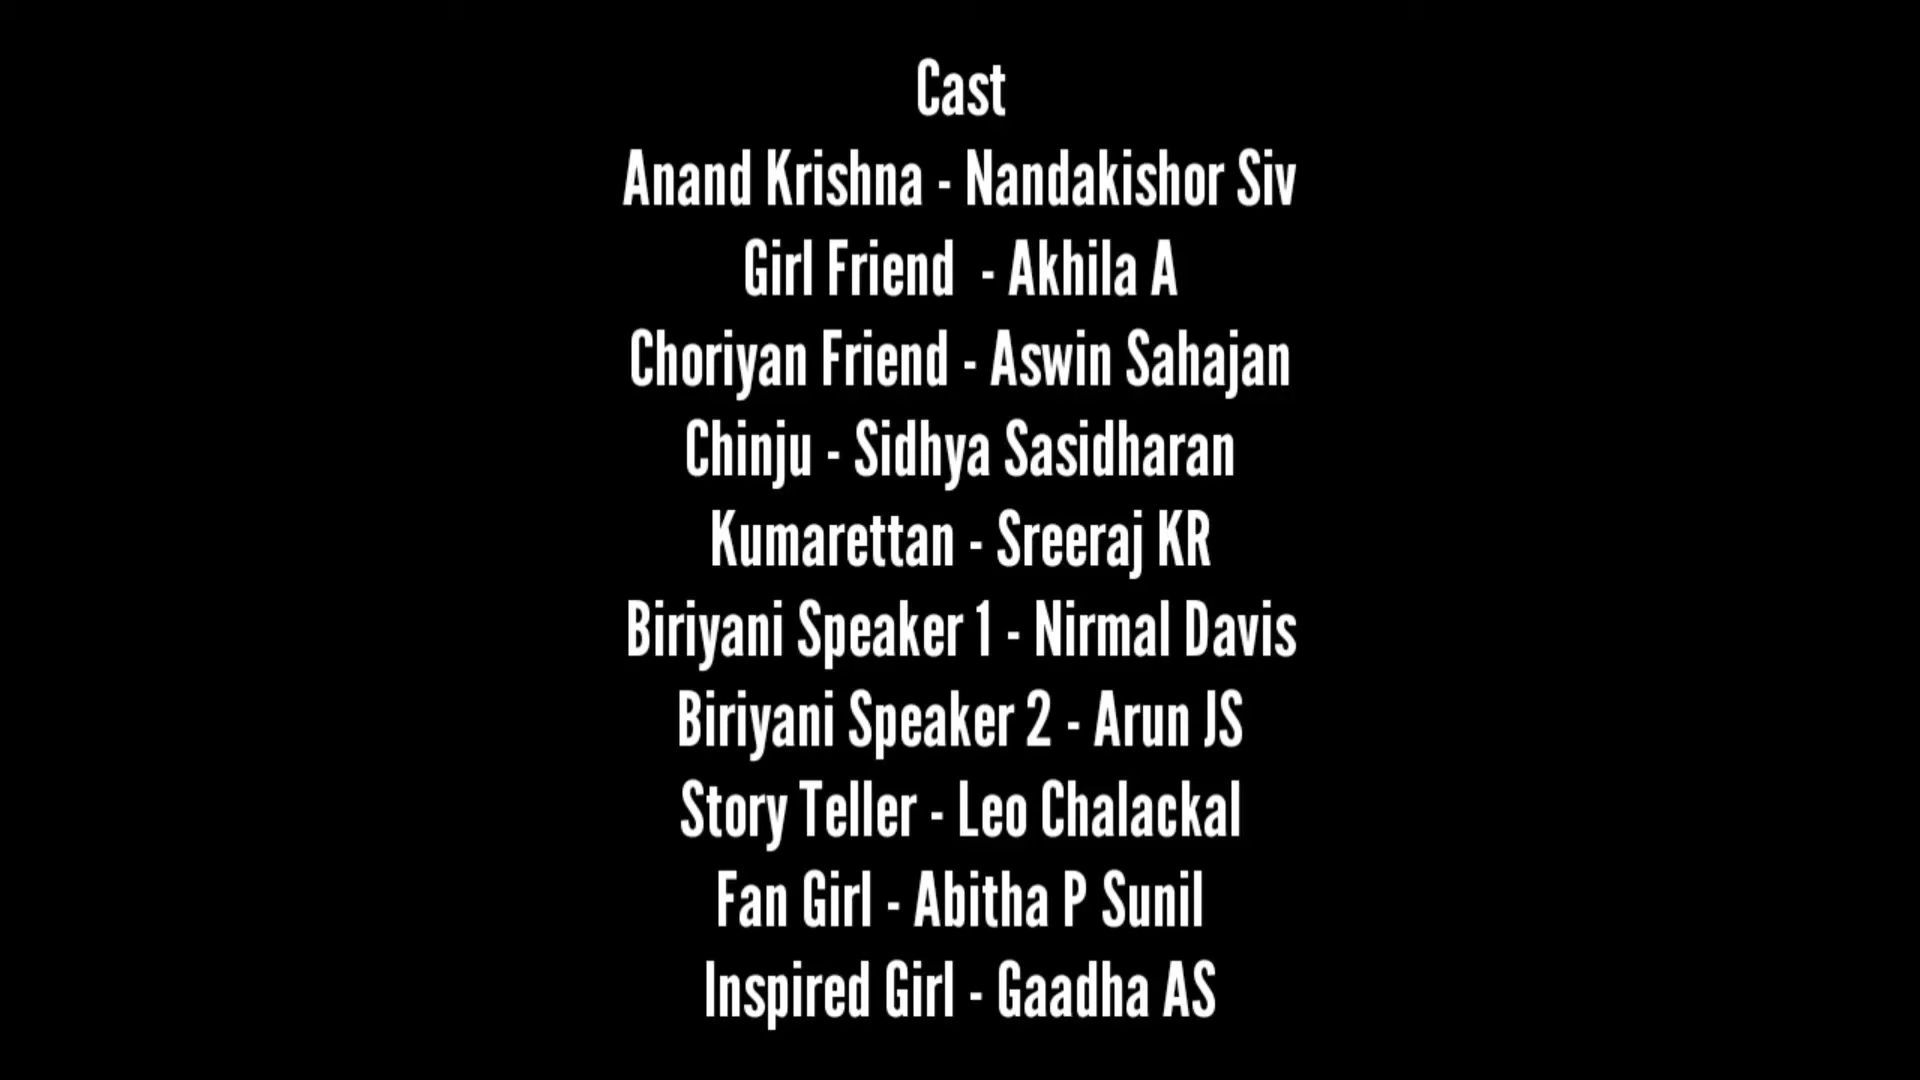 Cast
Anand Krishna - Nandakishor Siv
Girl Friend  - Akhila A
Choriyan Friend - Aswin Sahajan
Chinju - Sidhya Sasidharan
Kumarettan - Sreeraj KR
Biriyani Speaker 1 - Nirmal Davis
Biriyani Speaker 2 - Arun JS
Story Teller - Leo Chalackal
Fan Girl - Abitha P Sunil
Inspired Girl - Gaadha AS